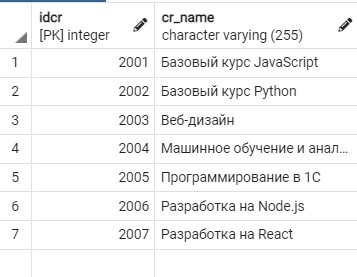 idcr cr_name
[PK] integer character varying (255)
1 2001 Базовый курс JavaScript
2 2002 Базовый курс Python
3 2003 Веб-дизайн
4 2004 Машинное обучение и анал...
5 2005 Программирование в 1С
6 2006 Разработка на Node.js
7 2007 Разработка на React